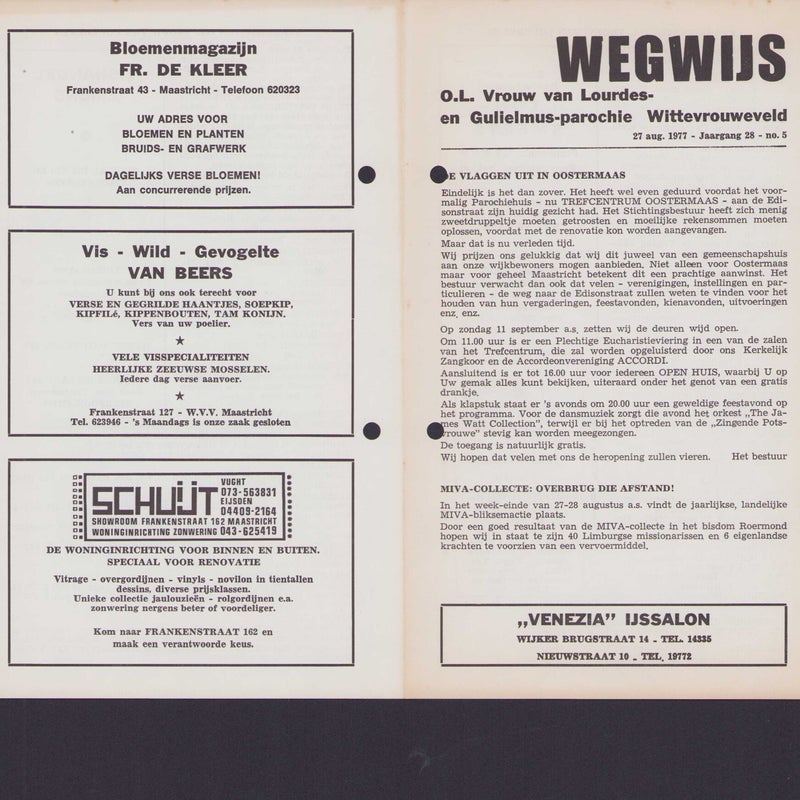 Bloemenmagazijn
FR. DE KLEER
Frankenstraat 43 - Maastricht - Telefoon 620323
UW ADRES VOOR
BLOEMEN EN PLANTEN
BRUIDS- EN GRAFWERK
DAGELIJKS VERSE BLOEMEN!
Aan concurrerende prijzen.
Vis - Wild - Gevogelte
VAN BEERS
U kunt bij ons ook terecht voor
VERSE EN GEGRILDE HAANTJES, SOEPKIP,
KIPFILé, KIPPENBOUTEN, TAM KONIJN.
Vers van uw poelier.
VELE VISSPECIALITEITEN
HEERLIJKE ZEEUWSE MOSSELEN.
Iedere dag verse aanvoer.
Frankenstraat 127 - W.V.V. Maastricht
Tel. 623946 - 's Maandags is onze zaak gesloten
SCHUIJT
VUGHT
073-563831
EIJSDEN
04409-2164
SHOWROOM FRANKENSTRAAT 162 MAASTRICHT
WONINGINRICHTING ZONWERING 043-625419
DE WONINGINRICHTING VOOR BINNEN EN BUITEN.
SPECIAAL VOOR RENOVATIE
Vitrage - overgordijnen - vinyls - novilon in tientallen
dessins, diverse prijsklassen.
Unieke collectie jaulouzieën - rolgordijnen e.a.
zonwering nergens beter of voordeliger.
Kom naar FRANKENSTRAAT 162 en
maak een verantwoorde keus.
WEGWIJS
O.L. Vrouw van Lourdes-
en Gulielmus-parochie Wittevrouweveld
27 aug. 1977 - Jaargang 28 - no. 5
E VLAGGEN UIT IN OOSTERMAAS
Eindelijk is het dan zover. Het heeft wel even geduurd voordat het voor-
malig Parochiehuis - nu TREFCENTRUM OOSTERMAAS - aan de Edi-
sonstraat zijn huidig gezicht had. Het Stichtingsbestuur heeft zich menig
zweetdruppeltje moeten getroosten en moeilijke rekensommen moeten
oplossen, voordat met de renovatie kon worden aangevangen.
Maar dat is nu verleden tijd.
Wij prijzen ons gelukkig dat wij dit juweel van een gemeenschapshuis
aan onze wijkbewoners mogen aanbieden. Niet alleen voor Oostermaas
maar voor geheel Maastricht betekent dit een prachtige aanwinst. Het
bestuur verwacht dan ook dat velen - verenigingen, instellingen en par-
ticulieren - de weg naar de Edisonstraat zullen weten te vinden voor het
houden van hun vergaderingen, feestavonden, kienavonden, uitvoeringen
enz. enz.
Op zondag 11 september a.s. zetten wij de deuren wijd open.
Om 11.00 uur is er een Plechtige Eucharistieviering in een van de zalen
van het Trefcentrum, die zal worden opgeluisterd door ons Kerkelijk
Zangkoor en de Accordeonvereniging ACCORDI.
Aansluitend is er tot 16.00 uur voor iedereen OPEN HUIS, waarbij U op
Uw gemak alles kunt bekijken, uiteraard onder het genot van een gratis
drankje.
Als klapstuk staat er 's avonds om 20.00 uur een geweldige feestavond op
het programma. Voor de dansmuziek zorgt die avond het orkest „The Ja-
mes Watt Collection", terwijl er bij het optreden van de „Zingende Pots-
vrouwe" stevig kan worden meegezongen.
De toegang is natuurlijk gratis.
Wij hopen dat velen met ons de heropening zullen vieren. Het bestuur
MIVA-COLLECTE: OVERBRUG DIE AFSTAND!
In het week-einde van 27-28 augustus a.s. vindt de jaarlijkse, landelijke
MIVA-bliksemactie plaats.
Door een goed resultaat van de MIVA-collecte in het bisdom Roermond
hopen wij in staat te zijn 40 Limburgse missionarissen en 6 eigenlandse
krachten te voorzien van een vervoermiddel.
„VENEZIA" IJSSALON
WIJKER BRUGSTRAAT 14 - TEL. 14335
NIEUWSTRAAT 10 - TEL. 19772